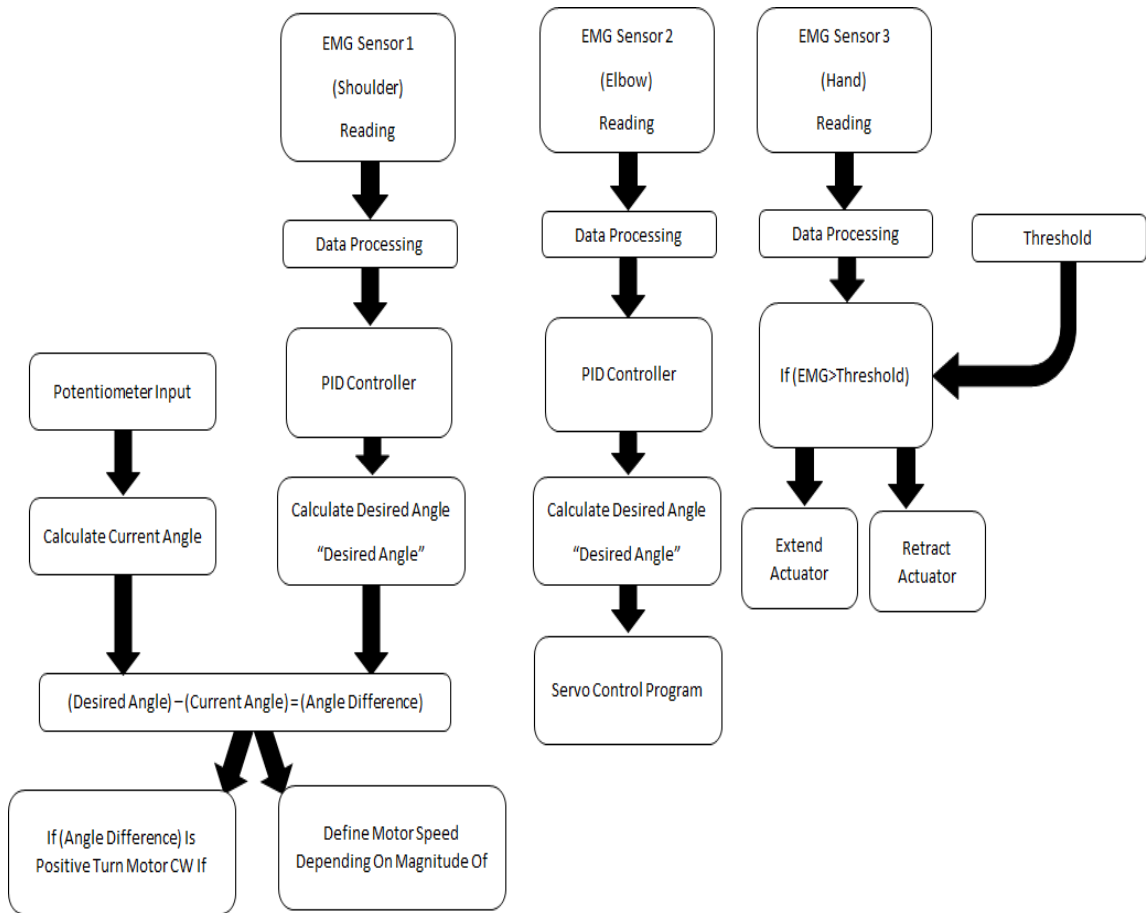 EMG Sensor 1
(Shoulder)
Reading
EMG Sensor 2
(Elbow)
Reading
EMG Sensor 3
(Hand)
Reading
Data Processing
Data Processing
Data Processing
Threshold
Potentiometer Input
PID Controller
PID Controller
If (EMG>Threshold)
Calculate Current Angle
Calculate Desired Angle
“Desired Angle”
Calculate Desired Angle
“Desired Angle”
Extend
Actuator
Retract
Actuator
(Desired Angle) – (Current Angle) = (Angle Difference)
Servo Control Program
If (Angle Difference) Is
Positive Turn Motor CW If
Define Motor Speed
Depending On Magnitude Of